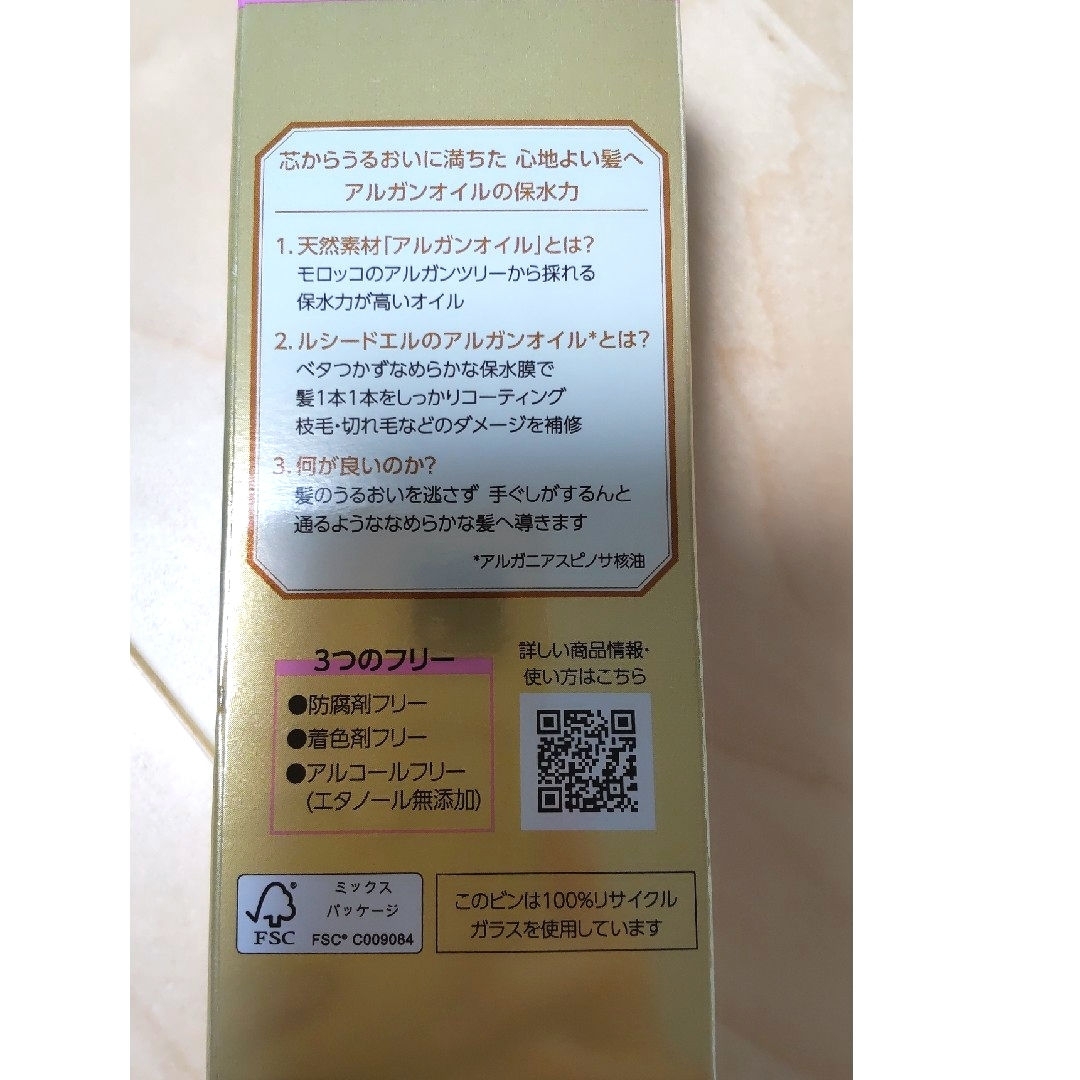 芯からうるおいに満ちた 心地よい髪へ
アルガンオイルの保水力
1. 天然素材「アルガンオイル」とは?
モロッコのアルガンツリーから採れる
保水力が高いオイル
2. ルシードエルのアルガンオイル*とは?
ベタつかずなめらかな保水膜で
髪1本1本をしっかりコーティング
枝毛・切れ毛などのダメージを補修
3. 何が良いのか?
髪のうるおいを逃さず 手ぐしがするんと
通るようななめらかな髪へ導きます
*アルガニアスピノサ核油
3つのフリー
●防腐剤フリー
●着色剤フリー
●アルコールフリー
(エタノール無添加)
詳しい商品情報・
使い方はこちら
FSC®
ミックス
パッケージ
FSC® C009084
このビンは100%リサイクル
ガラスを使用しています